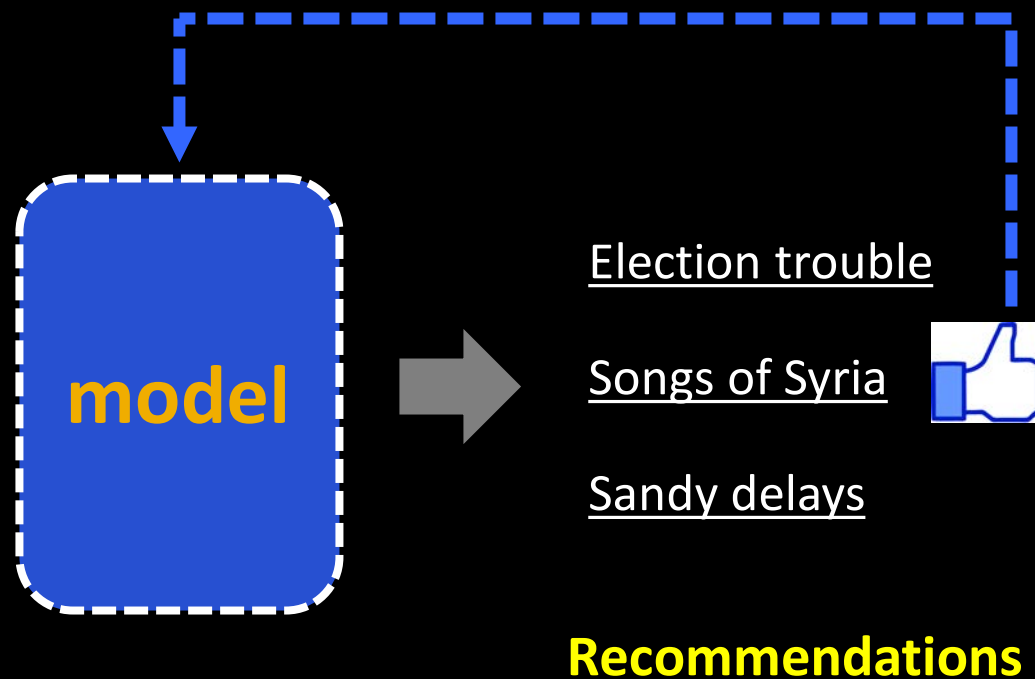 model
Election trouble
Songs of Syria
Sandy delays
Recommendations